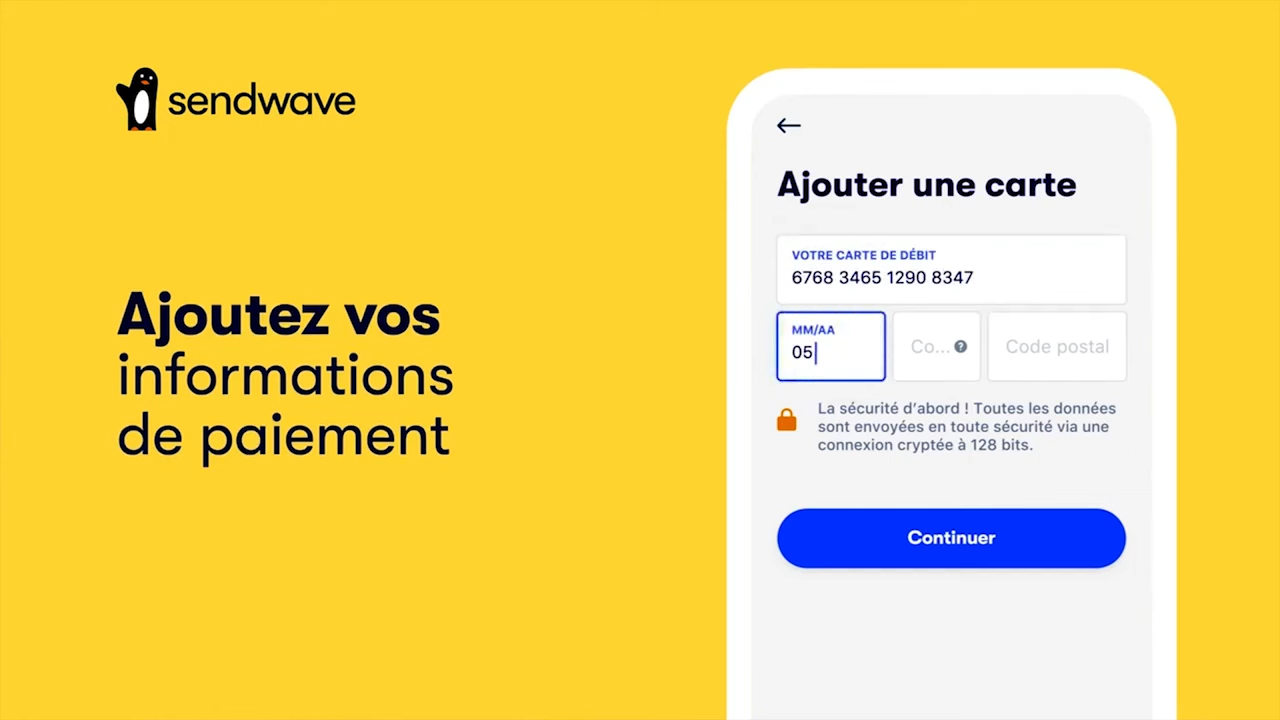 sendwave
Ajoutez vos
informations
de paiement
Ajouter une carte
VOTRE CARTE DE DÉBIT
6768 3465 1290 8347
MM/AA
05
Co...
?
Code postal
La sécurité d'abord ! Toutes les données
sont envoyées en toute sécurité via une
connexion cryptée à 128 bits.
Continuer